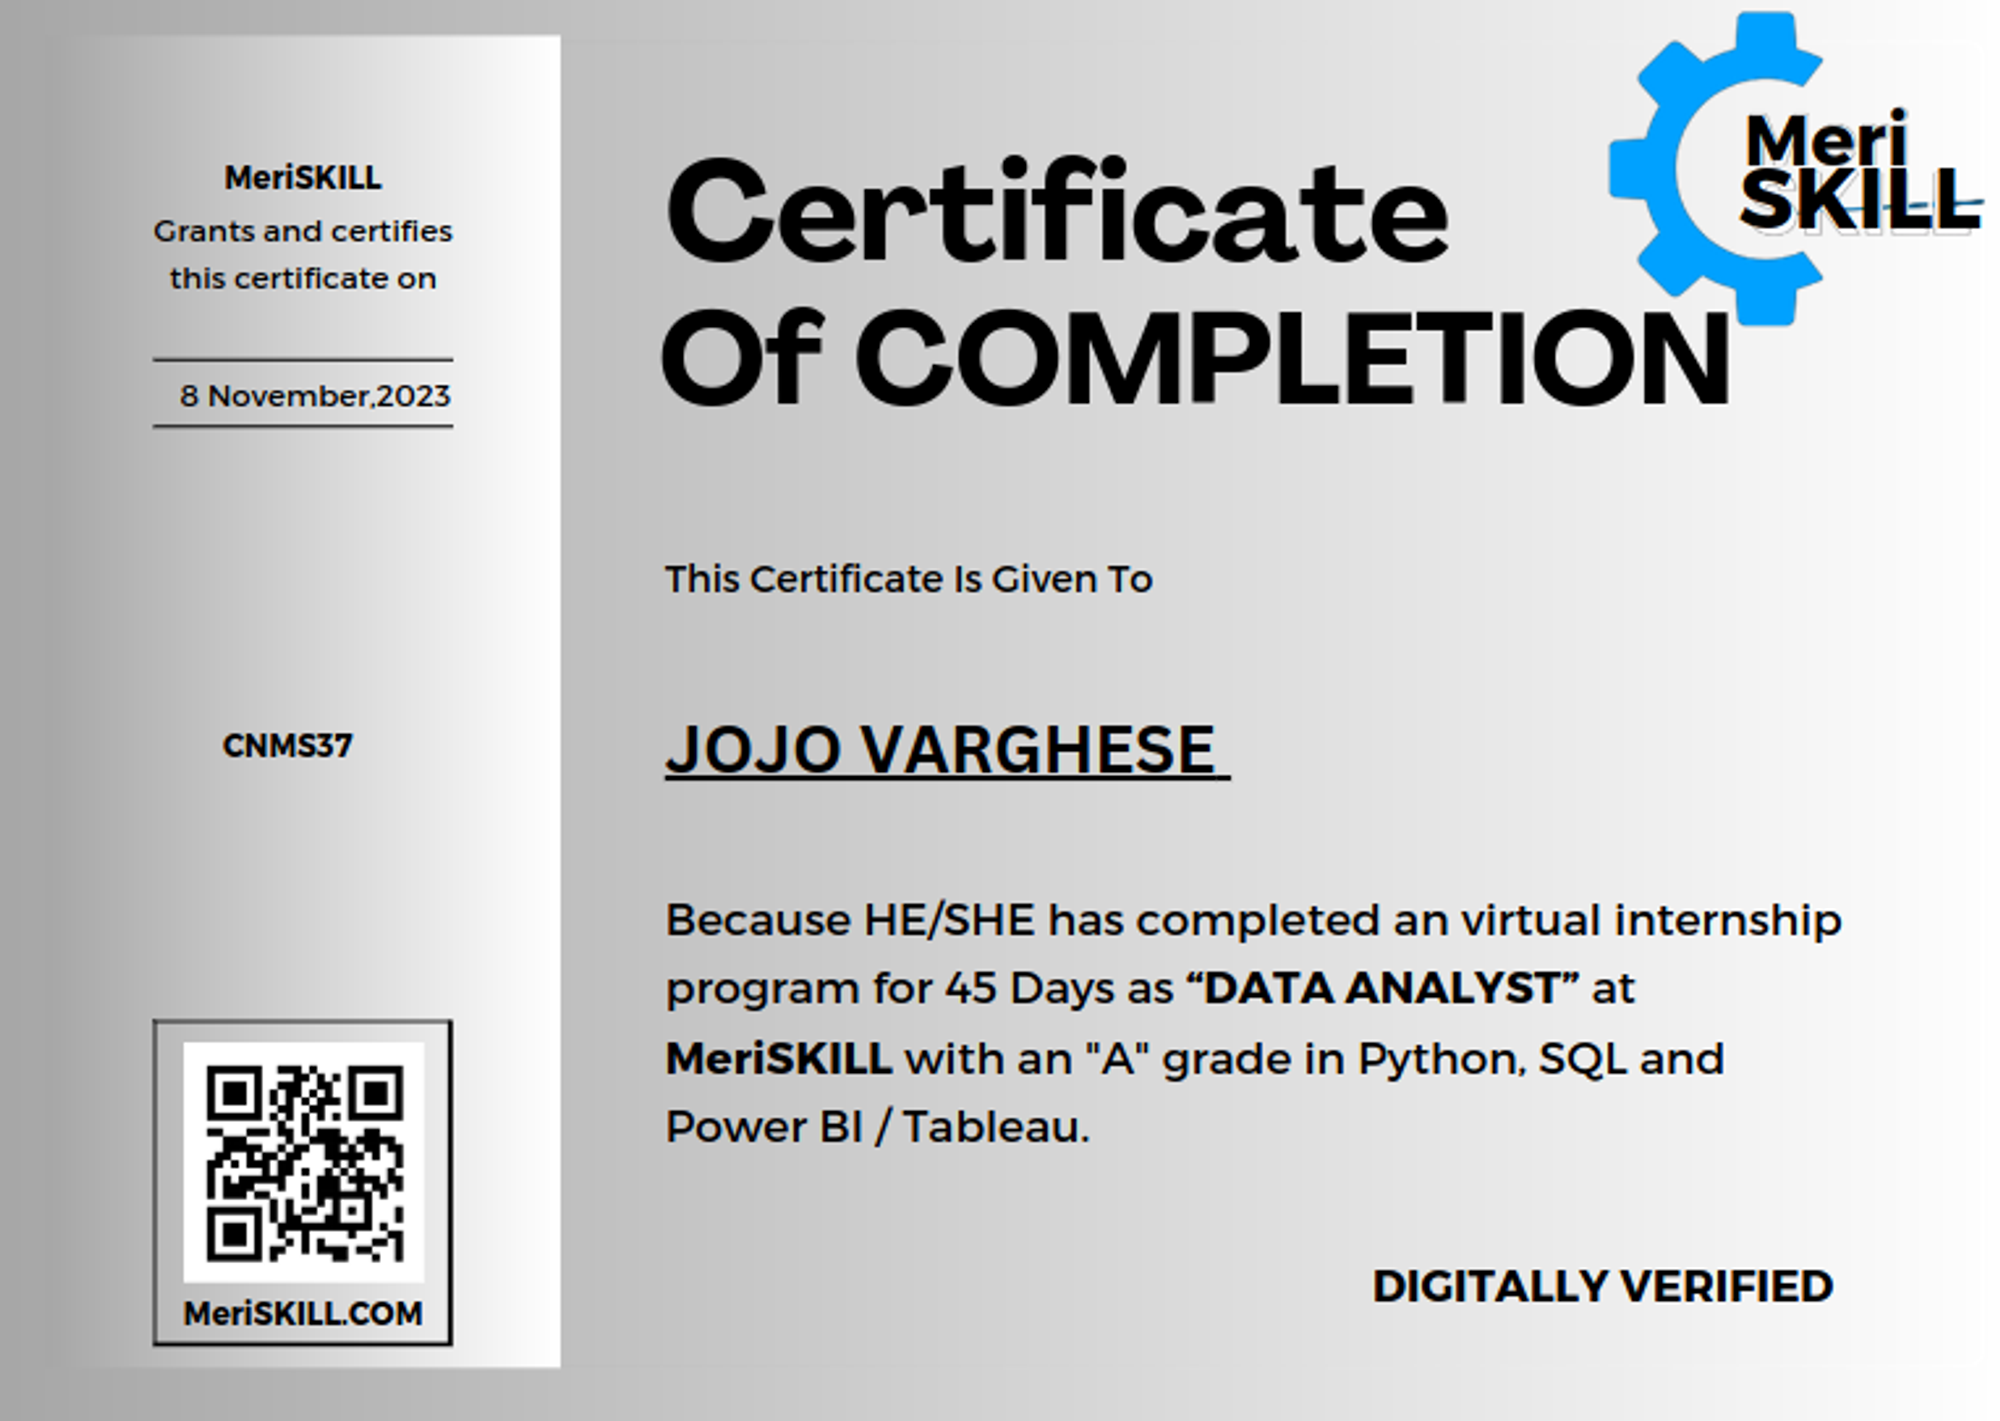 MeriSKILL
Grants and certifies
this certificate on
8 November,2023
CNMS37
MeriSKILL.COM
Meri
SKILL
Certificate
Of COMPLETION
This Certificate Is Given To
JOJO VARGHESE
Because HE/SHE has completed an virtual internship
program for 45 Days as “DATA ANALYST” at
MeriSKILL with an "A" grade in Python, SQL and
Power BI / Tableau.
DIGITALLY VERIFIED